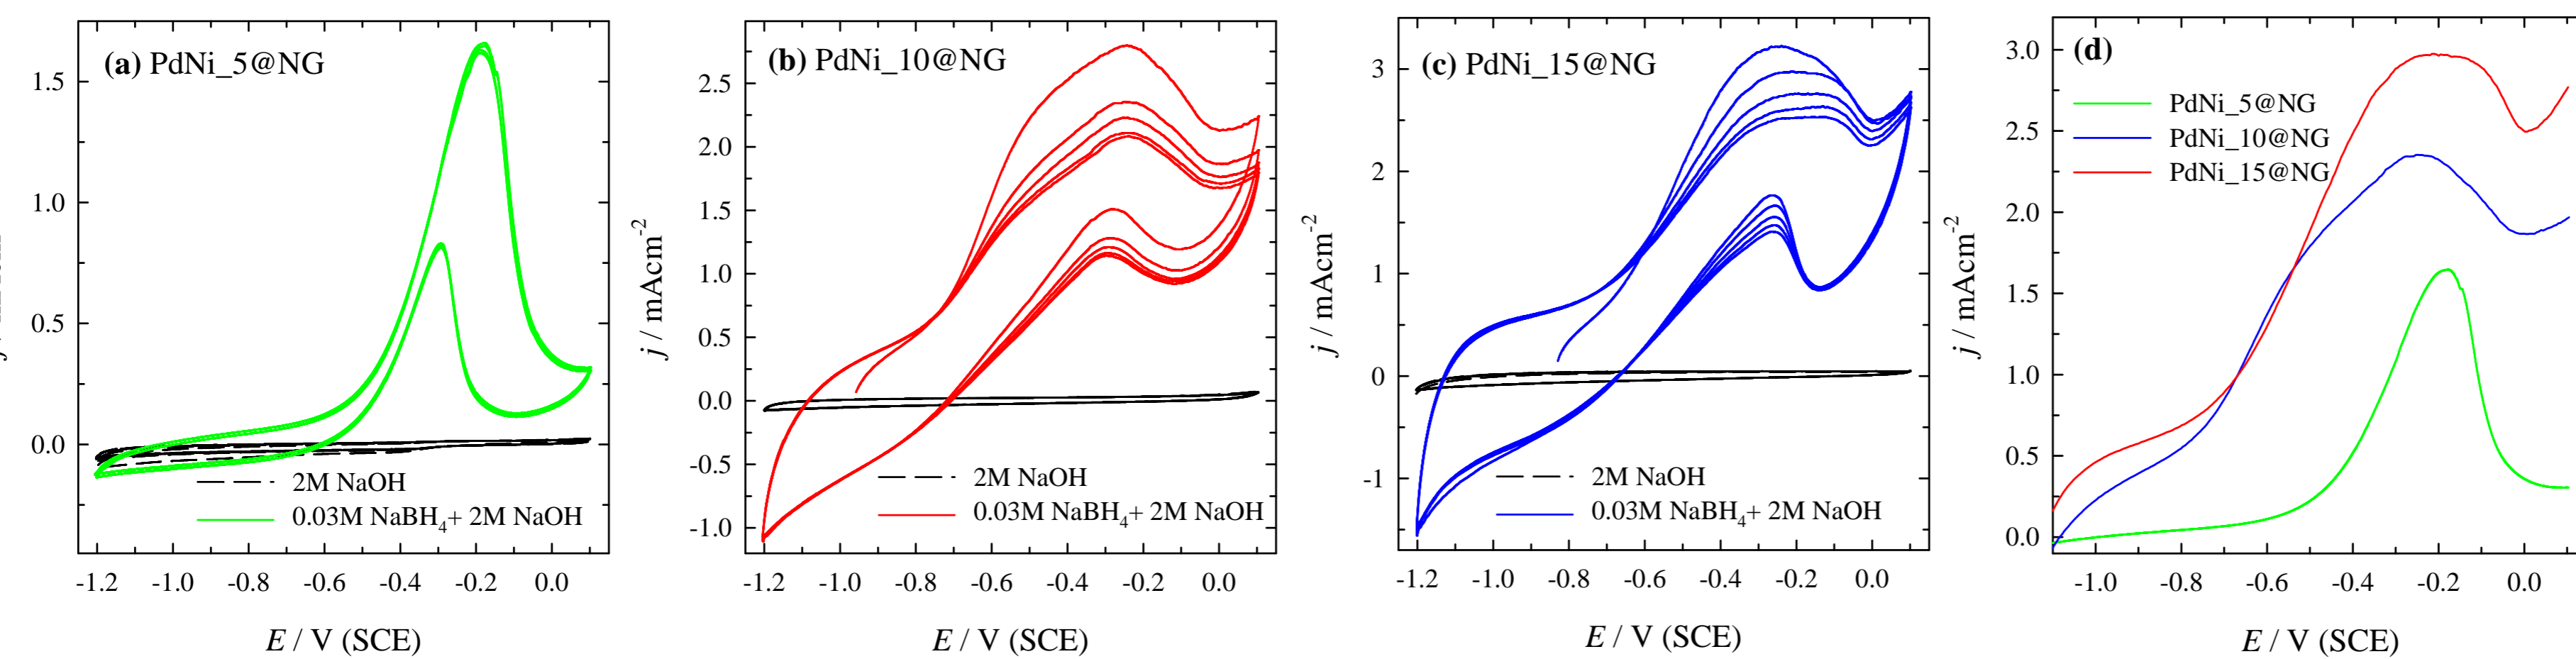 (a) PdNi_5@NG
1.5
1.0
0.5
0.0
2M NaOH
0.03M NaBH4+ 2M NaOH
-1.2 -1.0 -0.8 -0.6 -0.4 -0.2 0.0
E / V (SCE)
(b) PdNi_10@NG
j / mAcm-2
2.5
2.0
1.5
1.0
0.5
0.0
-0.5
-1.0
2M NaOH
0.03M NaBH4+ 2M NaOH
-1.2 -1.0 -0.8 -0.6 -0.4 -0.2 0.0
E / V (SCE)
(c) PdNi_15@NG
j / mAcm-2
3
2
1
0
-1
2M NaOH
0.03M NaBH4+ 2M NaOH
-1.2 -1.0 -0.8 -0.6 -0.4 -0.2 0.0
E / V (SCE)
(d)
j / mAcm-2
3.0
2.5
2.0
1.5
1.0
0.5
0.0
PdNi_5@NG
PdNi_10@NG
PdNi_15@NG
-1.0 -0.8 -0.6 -0.4 -0.2 0.0
E / V (SCE)